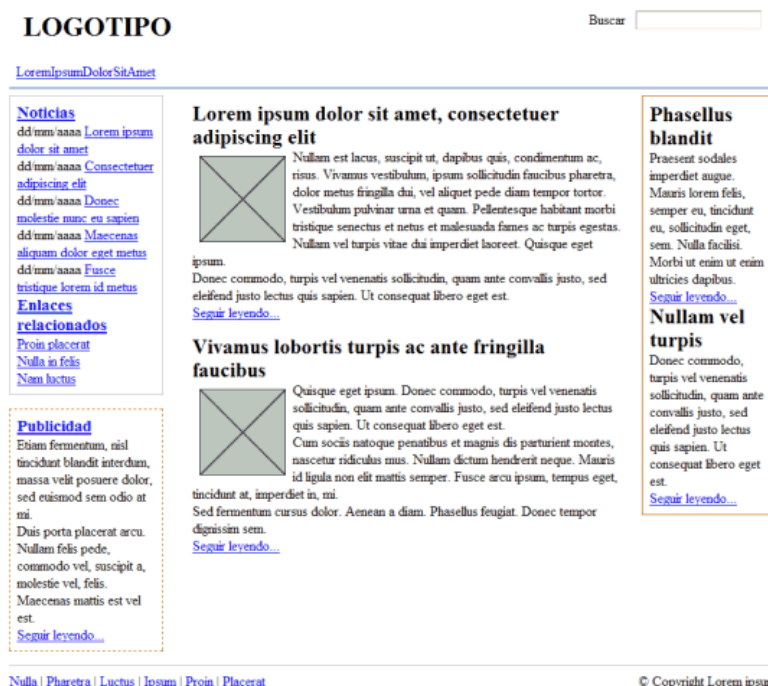 LOGOTIPO
Buscar
LoremIpsumDolorSitAmet
Noticias
dd/mm/aaaa Lorem ipsum
dolor sit amet
dd/mm/aaaa Consectetuer
adipiscing elit
dd/mm/aaaa Donec
molestie nunc eu sapien
dd/mm/aaaa Maecenas
aliquam dolor eget metus
dd/mm/aaaa Fusce
tristique lorem id metus
Enlaces
relacionados
Proin placerat
Nulla in felis
Nam luctus
Publicidad
Etiam fermentum, nisl
tincidunt blandit interdum,
massa velit posuere dolor,
sed euismod sem odio at
mi.
Duis porta placerat arcu.
Nullam felis pede,
commodo vel, suscipit a,
molestie vel, felis.
Maecenas mattis est vel
est.
Seguir leyendo...
Lorem ipsum dolor sit amet, consectetuer
adipiscing elit
Nullam est lacus, suscipit ut, dapibus quis, condimentum ac,
risus. Vivamus vestibulum, ipsum sollicitudin faucibus pharetra,
dolor metus fringilla dui, vel aliquet pede diam tempor tortor.
Vestibulum pulvinar urna et quam. Pellentesque habitant morbi
tristique senectus et netus et malesuada fames ac turpis egestas.
Nullam vel turpis vitae dui imperdiet laoreet. Quisque eget
ipsum.
Donec commodo, turpis vel venenatis sollicitudin, quam ante convallis justo, sed
eleifend justo lectus quis sapien. Ut consequat libero eget est.
Seguir leyendo...
Vivamus lobortis turpis ac ante fringilla
faucibus
Quisque eget ipsum. Donec commodo, turpis vel venenatis
sollicitudin, quam ante convallis justo, sed eleifend justo lectus
quis sapien. Ut consequat libero eget est.
Cum sociis natoque penatibus et magnis dis parturient montes,
nascetur ridiculus mus. Nullam dictum hendrerit neque. Mauris
id ligula non elit mattis semper. Fusce arcu ipsum, tempus eget,
tincidunt at, imperdiet in, mi.
Sed fermentum cursus dolor. Aenean a diam. Phasellus feugiat. Donec tempor
dignissim sem.
Seguir leyendo...
Phasellus
blandit
Praesent sodales
imperdiet augue.
Mauris lorem felis,
semper eu, tincidunt
eu, sollicitudin eget,
sem. Nulla facilisi.
Morbi ut enim ut enim
ultricies dapibus.
Seguir leyendo...
Nullam vel
turpis
Donec commodo,
turpis vel venenatis
sollicitudin, quam ante
convallis justo, sed
eleifend justo lectus
quis sapien. Ut
consequat libero eget
est.
Seguir leyendo...
Nulla | Pharetra | Luctus | Ipsum | Proin | Placerat
© Copyright Lorem ipsu